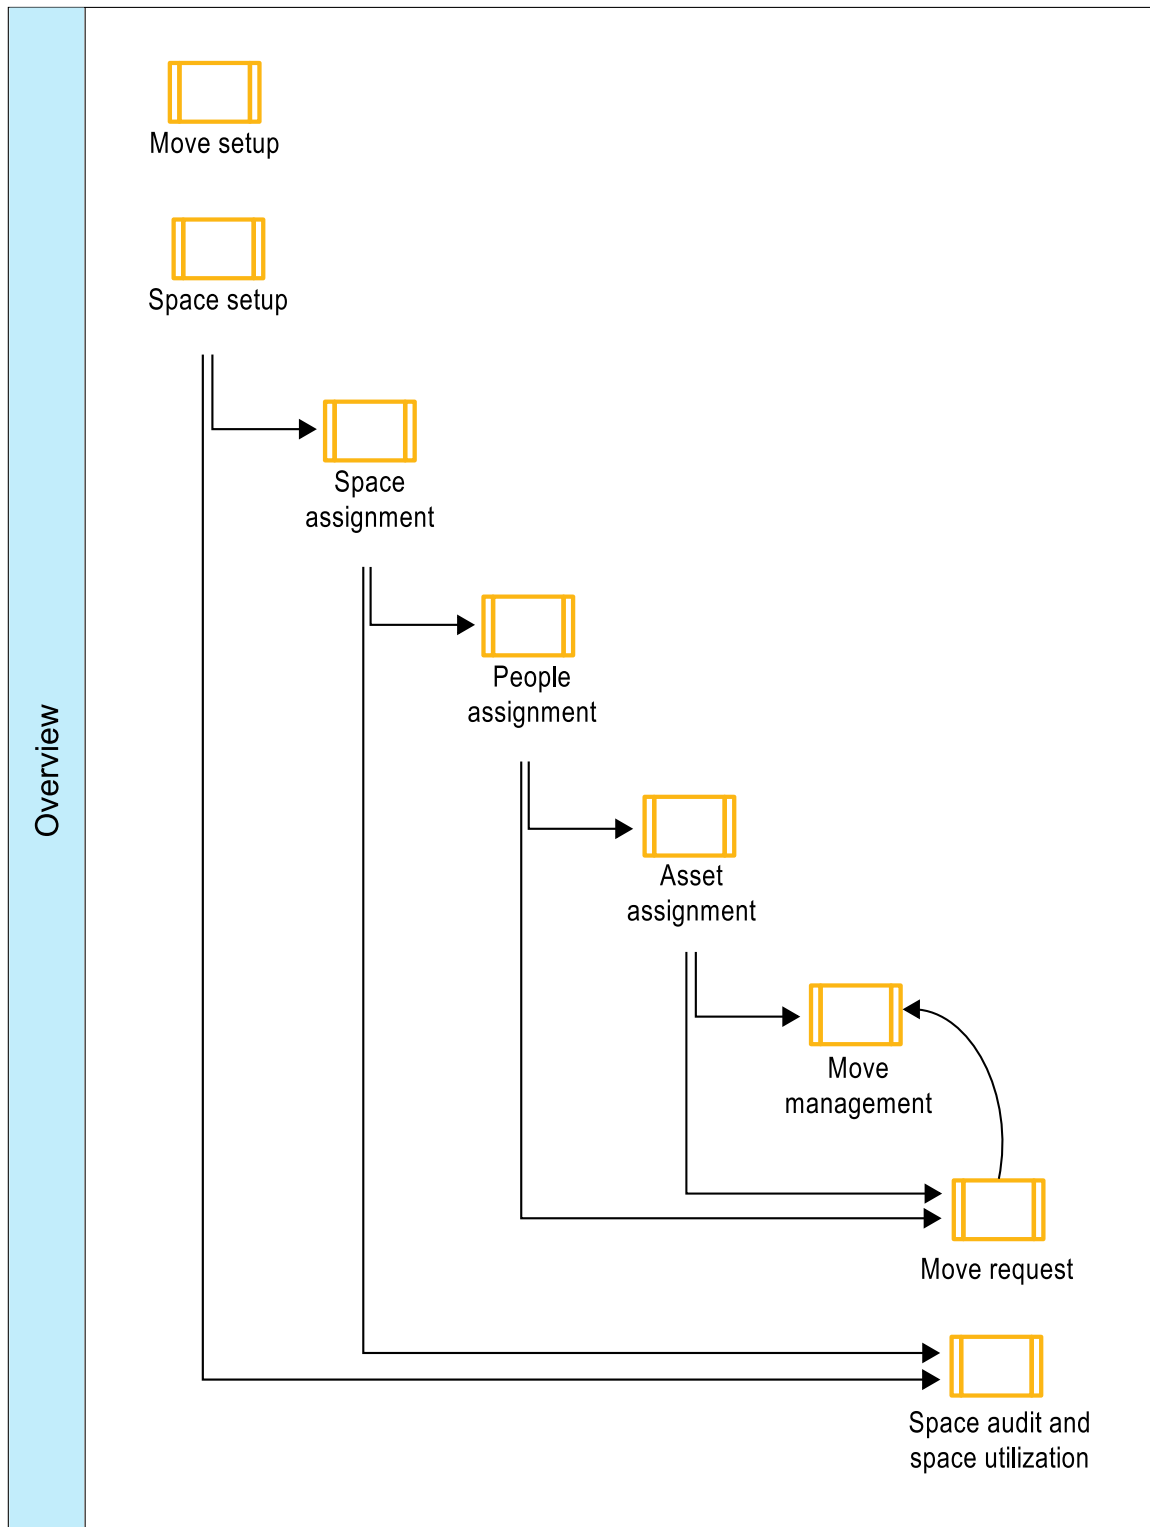 Overview
Move setup
Space setup
Space
assignment
People
assignment
Asset
assignment
Move
management
Move request
Space audit and
space utilization